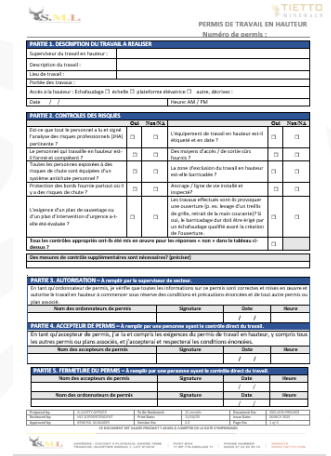 S.M.I.
TIETTO
MINERALS
PERMIS DE TRAVAIL EN HAUTEUR
Numéro de permis :
PARTIE 1. DESCRIPTION DU TRAVAIL A REALISER
Superviseur du travail en hauteur :
Description du travail :
Lieu de travail :
Portée des travaux :
Accès à la hauteur : Echafaudage ☐ échelle ☐ plateforme élévatrice ☐ autre, décrivez :
Date / / Heure: AM / PM
PARTIE 2. CONTROLES DES RISQUES
Oui Non/NA Oui Non/NA
Est-ce que tout le personnel a lu et signé l'analyse des risques professionnels (JHA) pertinente ? ☐ ☐
L'équipement de travail en hauteur est-il étiqueté et en date ? ☐ ☐
Le personnel qui travaille en hauteur est-il formé et compétent ? ☐ ☐
Des moyens d'accès / de sortie sûrs fournis ? ☐ ☐
Toutes les personnes exposées à des risques de chute sont équipées d'un système antichute personnel ? ☐ ☐
La zone d'exclusion du travail en hauteur est-elle barricadée ? ☐ ☐
Protection des bords fournie partout où il y a des risques de chute ? ☐ ☐
Ancrage / ligne de vie installé et inspecté? ☐ ☐
L'exigence d'un plan de sauvetage ou d'un plan d'intervention d'urgence a-t-elle été évaluée ? ☐ ☐
Les travaux effectués sont-ils provoquer une ouverture (p. ex. levage d'un treillis de grille, retrait de la main courante)? Si oui, le barricadage dur doit être érigé par un échafaudage qualifié avant la création de l'ouverture. ☐ ☐
Tous les contrôles appropriés ont-ils été mis en œuvre pour les réponses « non » dans le tableau ci-dessus ? ☐
Des mesures de contrôle supplémentaires sont-elles nécessaires? (préciser)
PARTIE 3. AUTORISATION – À remplir par le superviseur du secteur.
En tant qu'ordonnateur de permis, je vérifie que toutes les informations sur ce permis sont correctes et mises en œuvre et
autorise le travail en hauteur à commencer sous réserve des conditions et précautions énoncées et de tout autre permis ou
plan associé.
Nom des ordonnateurs de permis Signature Date Heure
/ /
PARTIE 4. ACCEPTEUR DE PERMIS – À remplir par une personne ayant le contrôle direct du travail.
En tant qu'accepteur de permis, j'ai lu et compris les exigences du permis de travail en hauteur, y compris tous
les autres permis ou plans associés, et j'accepterai et respecterai les conditions énoncées.
Nom des accepteurs de permis Signature Date Heure
/ /
PARTIE 5. FERMETURE DU PERMIS – À remplir par une personne ayant le contrôle direct du travail.
Nom des accepteurs de permis Signature Date Heure
/ /
Nom des ordonnateurs de permis Signature Date Heure
/ /
S.M.I.